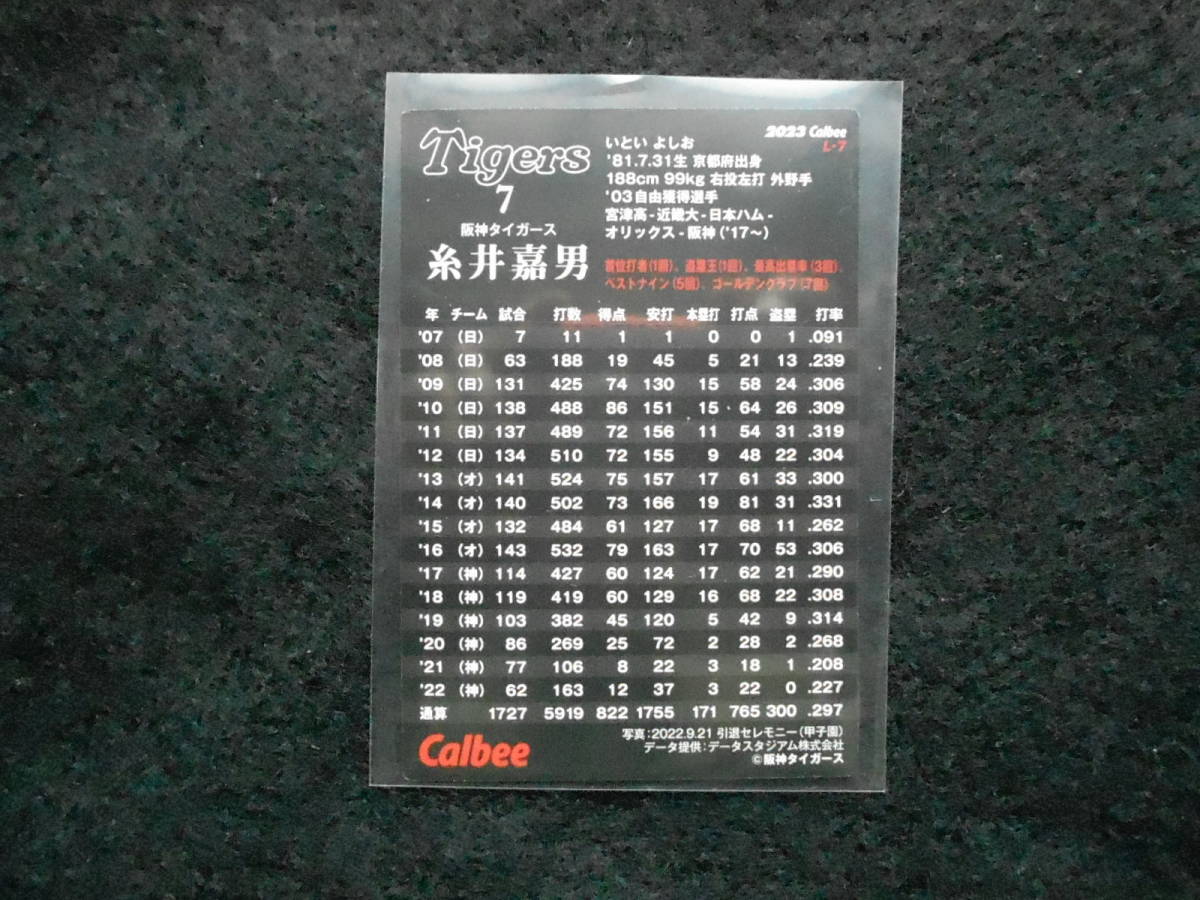 Tigers
7
阪神タイガース
糸井嘉男
2023 Calbee
L-7
いとい よしお
'81.7.31生 京都府出身
188cm 99kg 右投左打 外野手
'03自由獲得選手
宮津高-近畿大-日本ハム-
オリックス-阪神('17〜)
首位打者(1回)、盗塁王(1回)、最高出塁率(3回)、
ベストナイン(5回)、ゴールデングラブ(7回)
年 チーム 試合 打数 得点 安打 本塁打 打点 盗塁 打率
'07 (日) 7 11 1 1 0 0 1 .091
'08 (日) 63 188 19 45 5 21 13 .239
'09 (日) 131 425 74 130 15 58 24 .306
'10 (日) 138 488 86 151 15 64 26 .309
'11 (日) 137 489 72 156 11 54 31 .319
'12 (日) 134 510 72 155 9 48 22 .304
'13 (オ) 141 524 75 157 17 61 33 .300
'14 (オ) 140 502 73 166 19 81 31 .331
'15 (オ) 132 484 61 127 17 68 11 .262
'16 (オ) 143 532 79 163 17 70 53 .306
'17 (神) 114 427 60 124 17 62 21 .290
'18 (神) 119 419 60 129 16 68 22 .308
'19 (神) 103 382 45 120 5 42 9 .314
'20 (神) 86 269 25 72 2 28 2 .268
'21 (神) 77 106 8 22 3 18 1 .208
'22 (神) 62 163 12 37 3 22 0 .227
通算 1727 5919 822 1755 171 765 300 .297
Calbee
写真:2022.9.21 引退セレモニー(甲子園)
データ提供:データスタジアム株式会社
©阪神タイガース